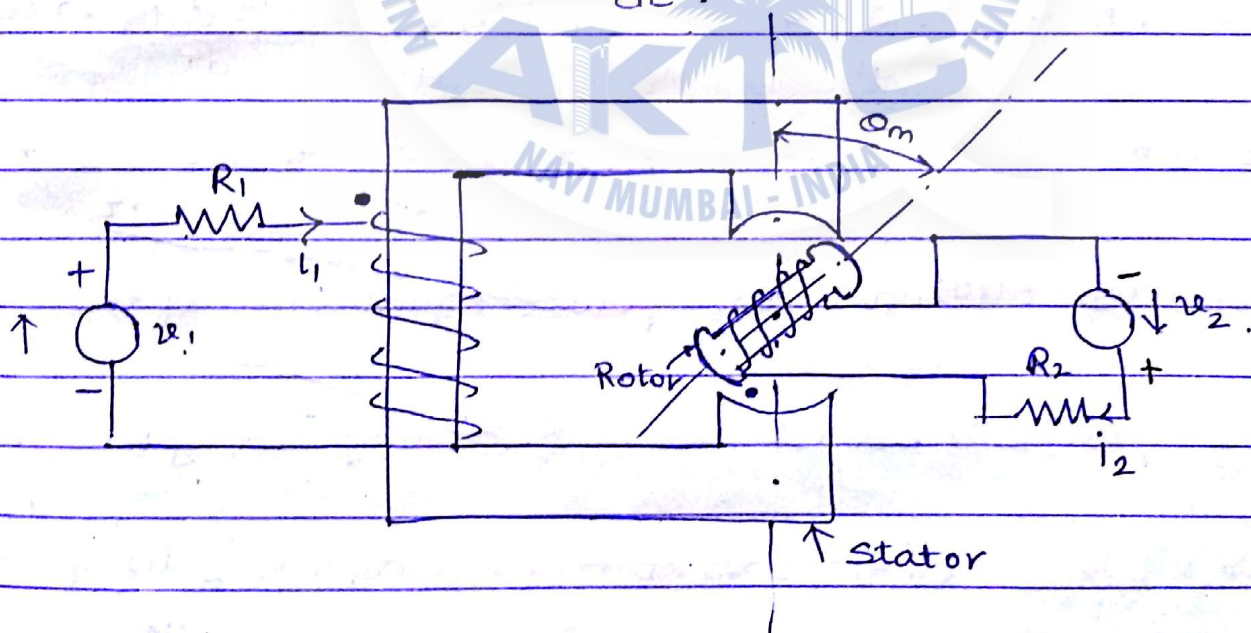 AKTC
NAVI MUMBAI - INDIA
θm
R1
i1
+
v1
-
Rotor
-
v2
+
R2
i2
Stator